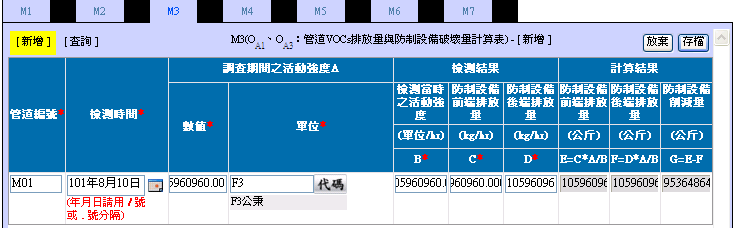 M1 M2 M3 M4 M5 M6 M7
[新增] [查詢] M3(O A1、O A3：管道VOCs排放量與防制設備破壞量計算表) - [新增] 放棄 存檔
管道編號* 檢測時間* 調查期間之活動強度A 檢測結果 計算結果
數值* 單位* 檢測當時之活動強度 防制設備前端排放量 防制設備後端排放量 防制設備前端排放量 防制設備後端排放量 防制設備削減量
(單位/hr) (kg/hr) (kg/hr) (公斤) (公斤) (公斤)
B* C* D* E=C*A/B F=D*A/B G=E-F
M01 101年8月10日 5960960.00 F3 代碼 05960960.0 960960.000 10596096 10596096 10596096 95364864
(年月日請用 / 號 F3公秉
或 . 號分隔)